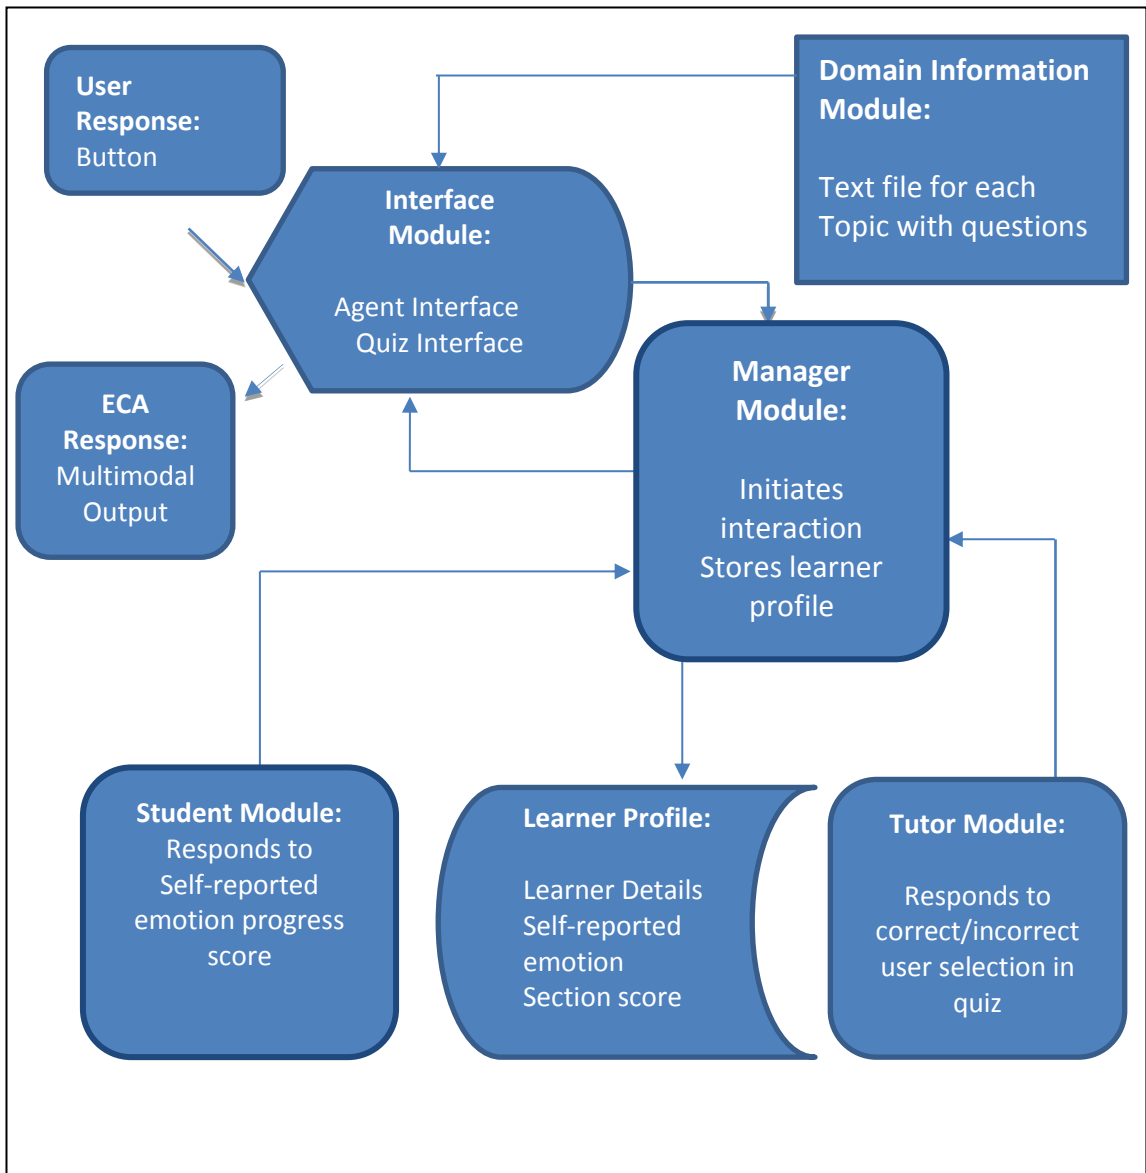 User
Response:
Button
Domain Information
Module:
Text file for each
Topic with questions
Interface
Module:
Agent Interface
Quiz Interface
ECA
Response:
Multimodal
Output
Manager
Module:
Initiates
interaction
Stores learner
profile
Student Module:
Responds to
Self-reported
emotion progress
score
Learner Profile:
Learner Details
Self-reported
emotion
Section score
Tutor Module:
Responds to
correct/incorrect
user selection in
quiz